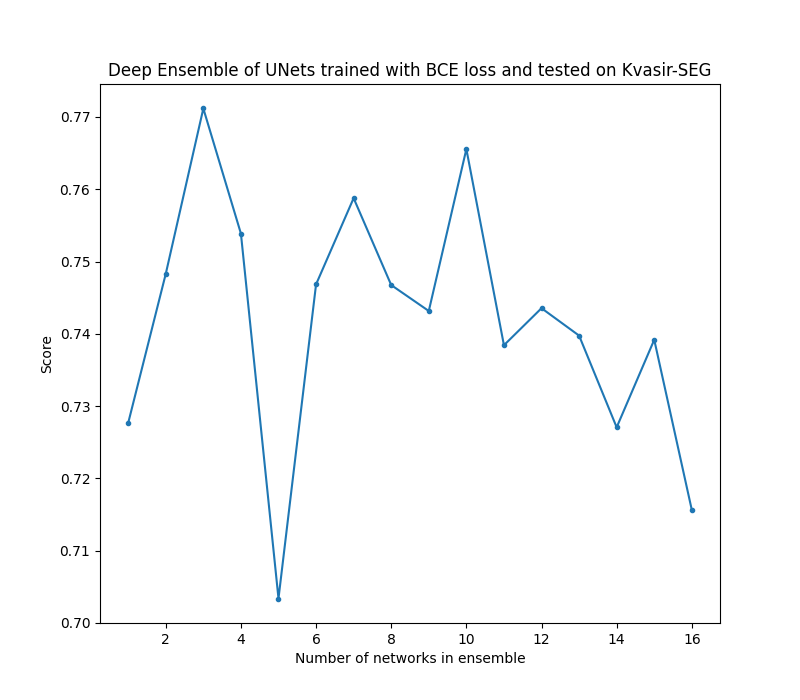 Deep Ensemble of UNets trained with BCE loss and tested on Kvasir-SEG
0.77
0.76
0.75
0.74
0.73
0.72
0.71
0.70
Score
2 4 6 8 10 12 14 16
Number of networks in ensemble